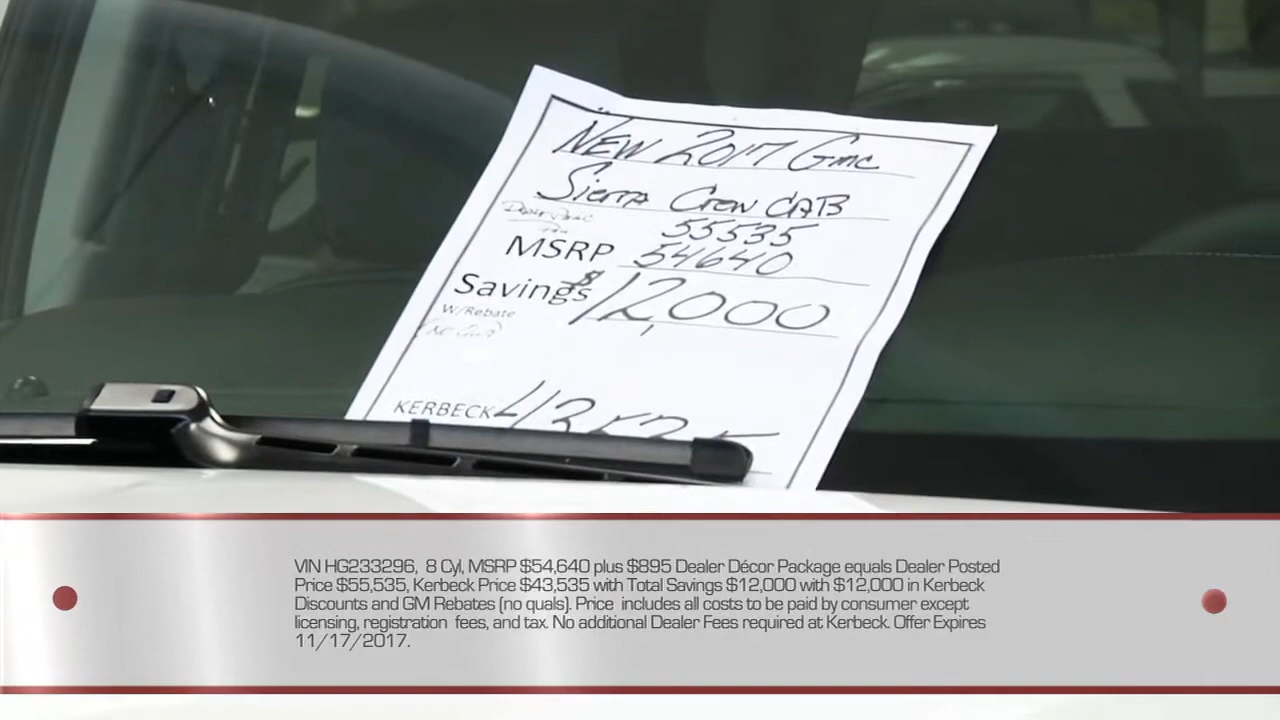 NEW 2017 Gmc
Sierra Crew CAB
55535
MSRP 54640
Savings $12,000
W/Rebate
KERBECK
VIN HG233296, 8 Cyl, MSRP $54,640 plus $895 Dealer Décor Package equals Dealer Posted
Price $55,535, Kerbeck Price $43,535 with Total Savings $12,000 with $12,000 in Kerbeck
Discounts and GM Rebates (no quals). Price includes all costs to be paid by consumer except
licensing, registration fees, and tax. No additional Dealer Fees required at Kerbeck. Offer Expires
11/17/2017.